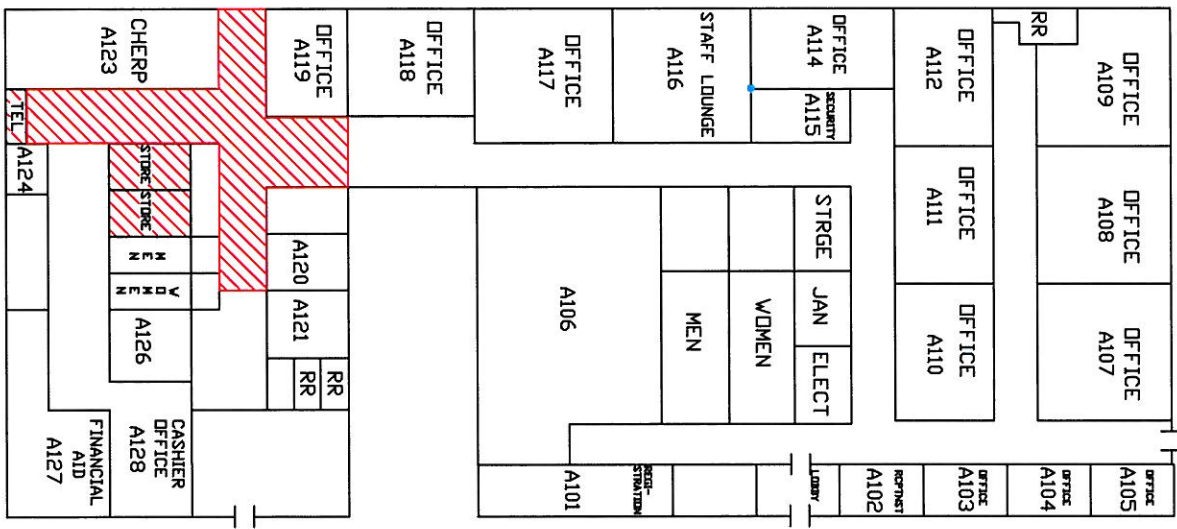 CHERP
A123
OFFICE
A119
OFFICE
A118
OFFICE
A117
STAFF LOUNGE
A116
OFFICE
A114
SECURITY
A115
OFFICE
A112
RR
OFFICE
A109
TEL
A124
STORE
STORE
MEN
WOMEN
A126
A120
A121
RR
RR
A106
STRGE
JAN
ELECT
MEN
WOMEN
OFFICE
A111
OFFICE
A110
OFFICE
A108
OFFICE
A107
FINANCIAL
AID
A127
CASHIER
OFFICE
A128
REGI-
STRATION
A101
LOBBY
RCPTNST
A102
OFFICE
A103
OFFICE
A104
OFFICE
A105